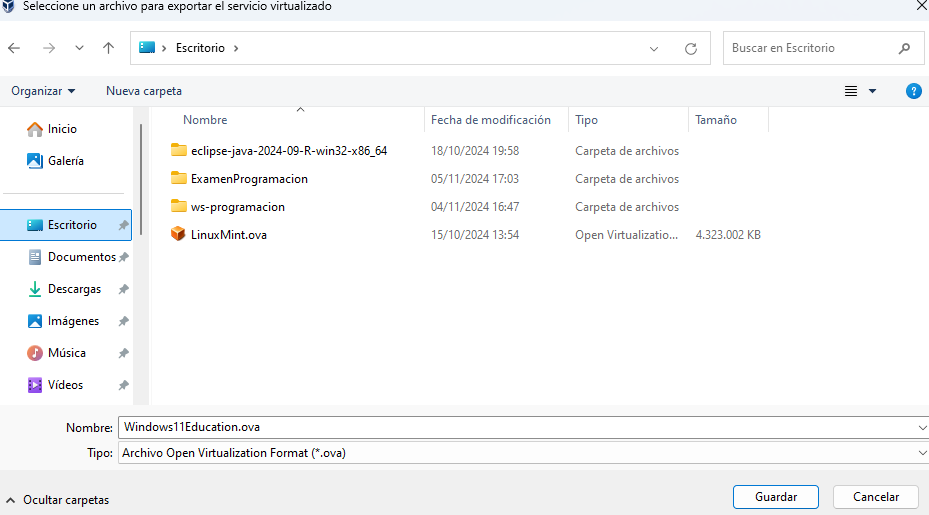 Seleccione un archivo para exportar el servicio virtualizado
Escritorio
Buscar en Escritorio
Organizar
Nueva carpeta
Inicio
Galería
Escritorio
Documentos
Descargas
Imágenes
Música
Vídeos
Nombre Fecha de modificación Tipo Tamaño
eclipse-java-2024-09-R-win32-x86_64 18/10/2024 19:58 Carpeta de archivos
ExamenProgramacion 05/11/2024 17:03 Carpeta de archivos
ws-programacion 04/11/2024 16:47 Carpeta de archivos
LinuxMint.ova 15/10/2024 13:54 Open Virtualizatio... 4.323.002 KB
Nombre: Windows11Education.ova
Tipo: Archivo Open Virtualization Format (*.ova)
Ocultar carpetas
Guardar
Cancelar